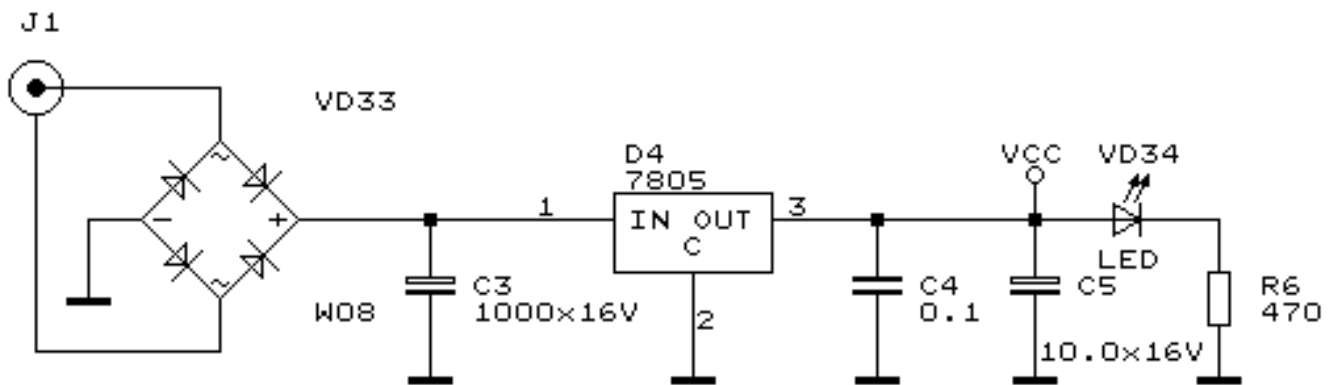 J1
VD33
~
- +
~
W08
C3
1000x16V
1
D4
7805
IN OUT
C
2
3
C4
0.1
VCC
C5
10.0x16V
VD34
LED
R6
470